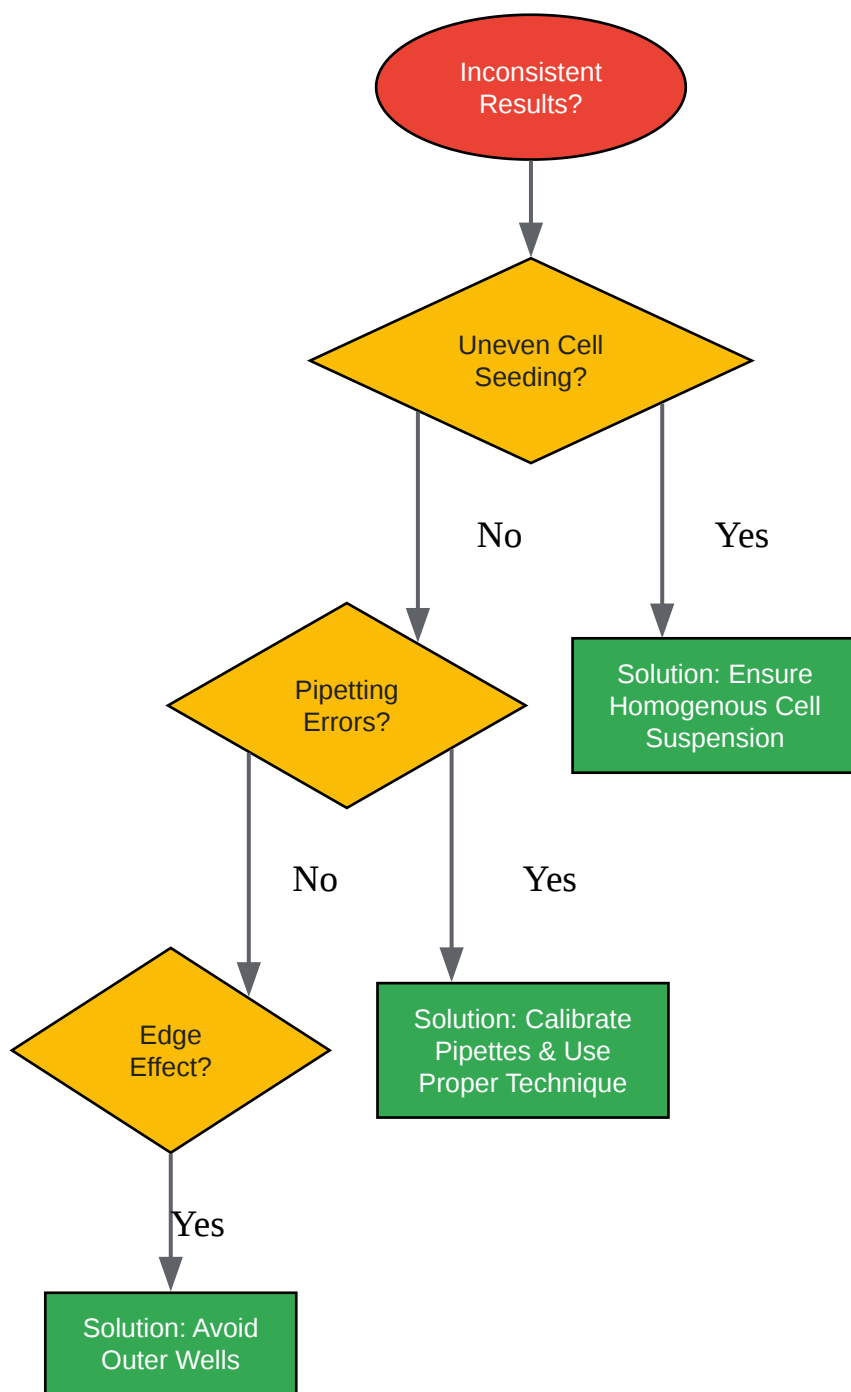 Inconsistent
Results?
Uneven Cell
Seeding?
No
Yes
Pipetting
Errors?
Solution: Ensure
Homogenous Cell
Suspension
No
Yes
Edge
Effect?
Solution: Calibrate
Pipettes & Use
Proper Technique
Yes
Solution: Avoid
Outer Wells